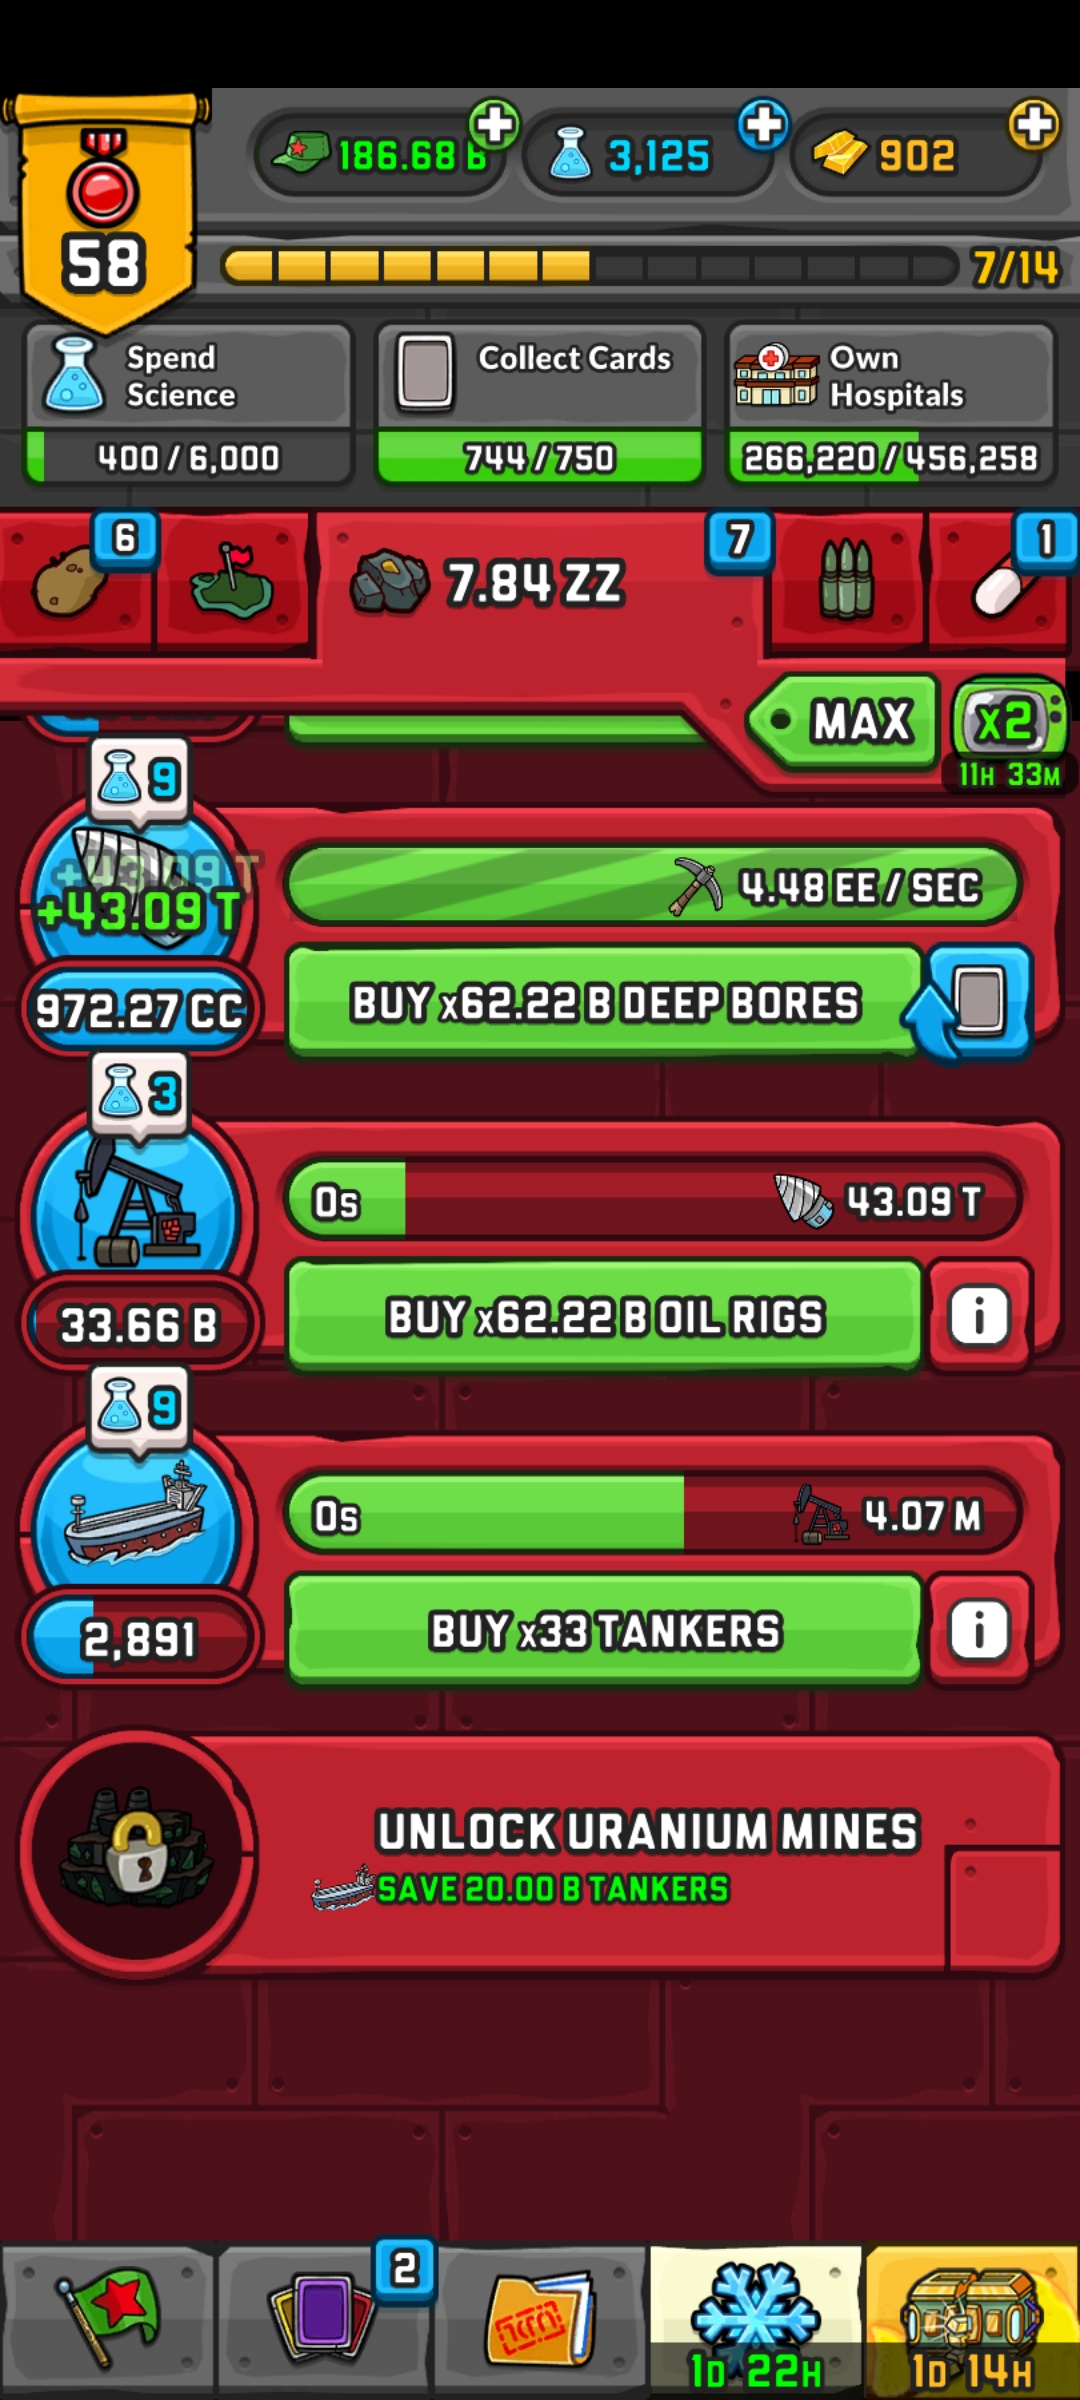 58
186.68 B
3,125
902
7/14
Spend
Science
400 / 6,000
Collect Cards
744 / 750
Own
Hospitals
266,220 / 456,258
6
7.84 ZZ
7
1
MAX
x2
11H 33M
9
+43.09 T
+43.09 T
972.27 CC
4.48 EE / SEC
BUY x62.22 B DEEP BORES
3
33.66 B
0s
43.09 T
BUY x62.22 B OIL RIGS
i
9
2,891
0s
4.07 M
BUY x33 TANKERS
i
UNLOCK URANIUM MINES
SAVE 20.00 B TANKERS
2
1D 22H
1D 14H